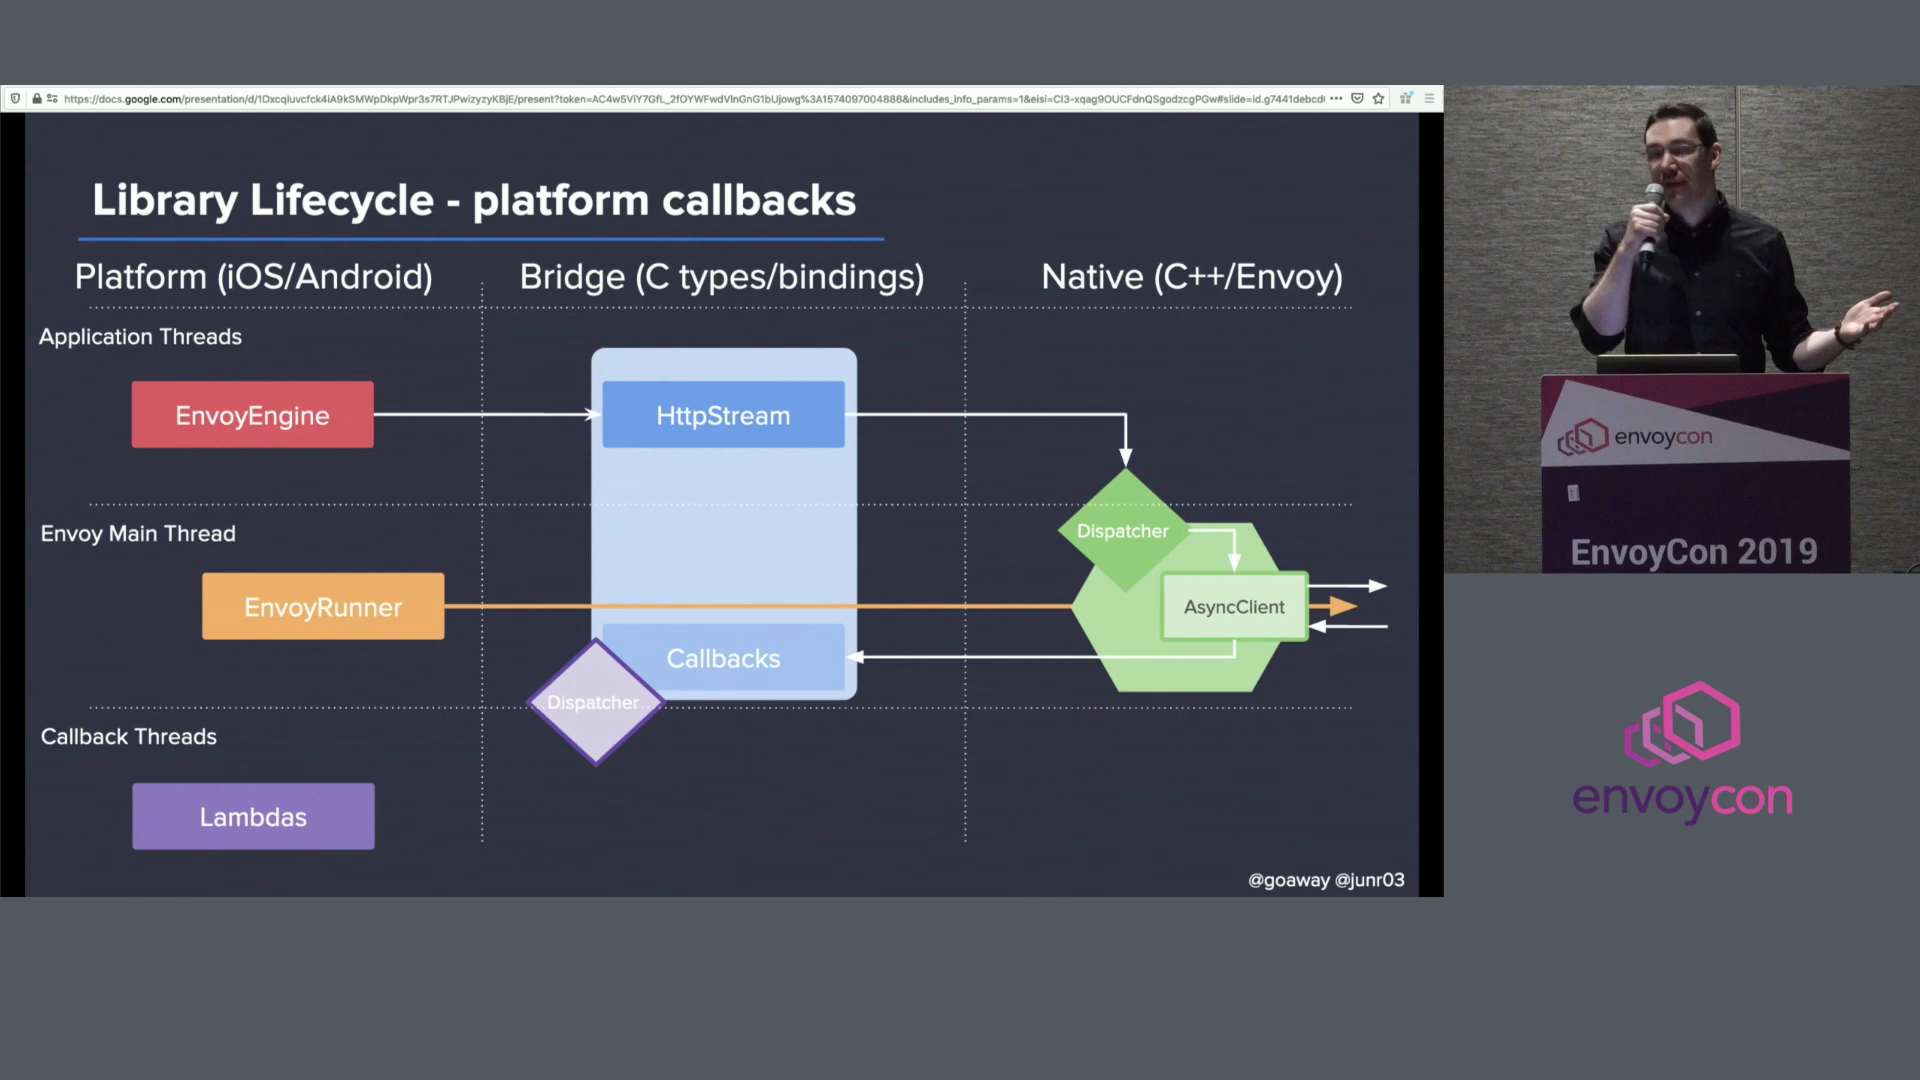 Library Lifecycle - platform callbacks
Platform (iOS/Android)
Bridge (C types/bindings)
Native (C++/Envoy)
Application Threads
EnvoyEngine
HttpStream
Envoy Main Thread
Dispatcher
EnvoyRunner
AsyncClient
Callbacks
Dispatcher
Callback Threads
Lambdas
@goaway @junr03
envoycon
EnvoyCon 2019
envoycon